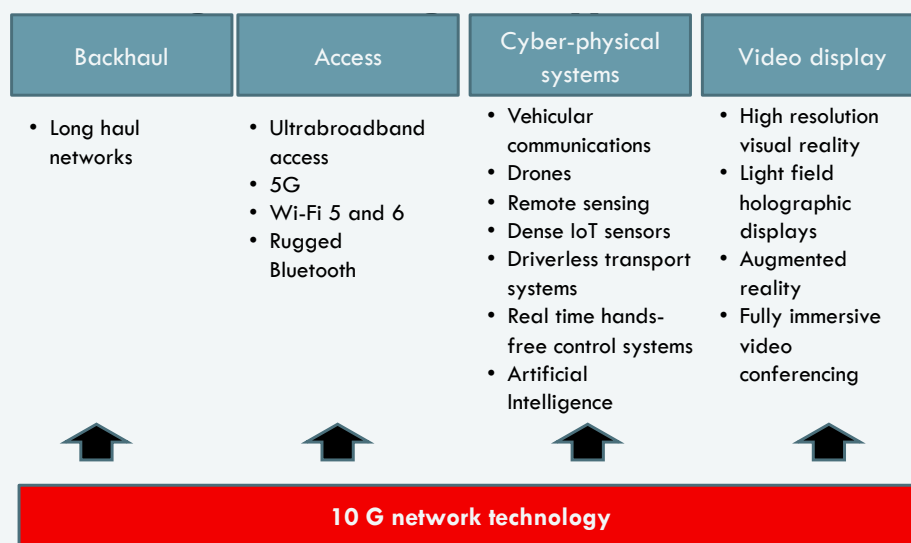 Backhaul
• Long haul
networks
Access
• Ultrabroadband
access
• 5G
• Wi-Fi 5 and 6
• Rugged
Bluetooth
Cyber-physical
systems
• Vehicular
communications
• Drones
• Remote sensing
• Dense IoT sensors
• Driverless transport
systems
• Real time hands-
free control systems
• Artificial
Intelligence
Video display
• High resolution
visual reality
• Light field
holographic
displays
• Augmented
reality
• Fully immersive
video
conferencing
10 G network technology